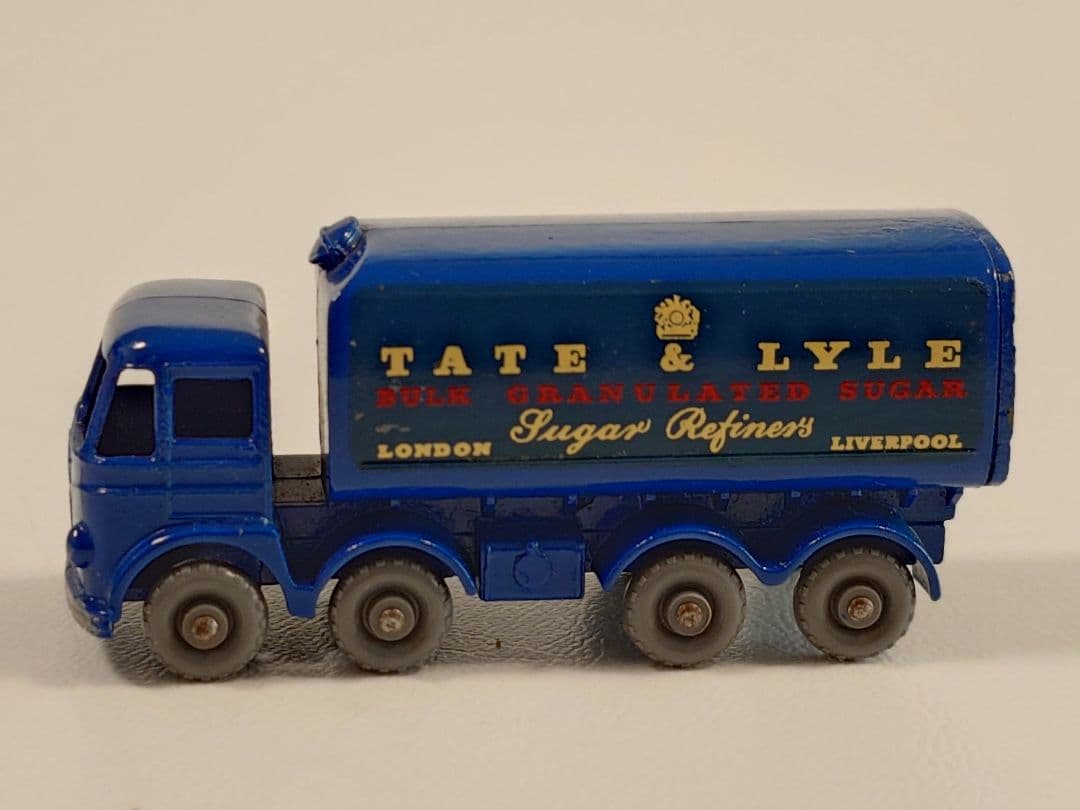 TATE & LYLE
BULK GRANULATED SUGAR
Sugar Refiners
LONDON LIVERPOOL